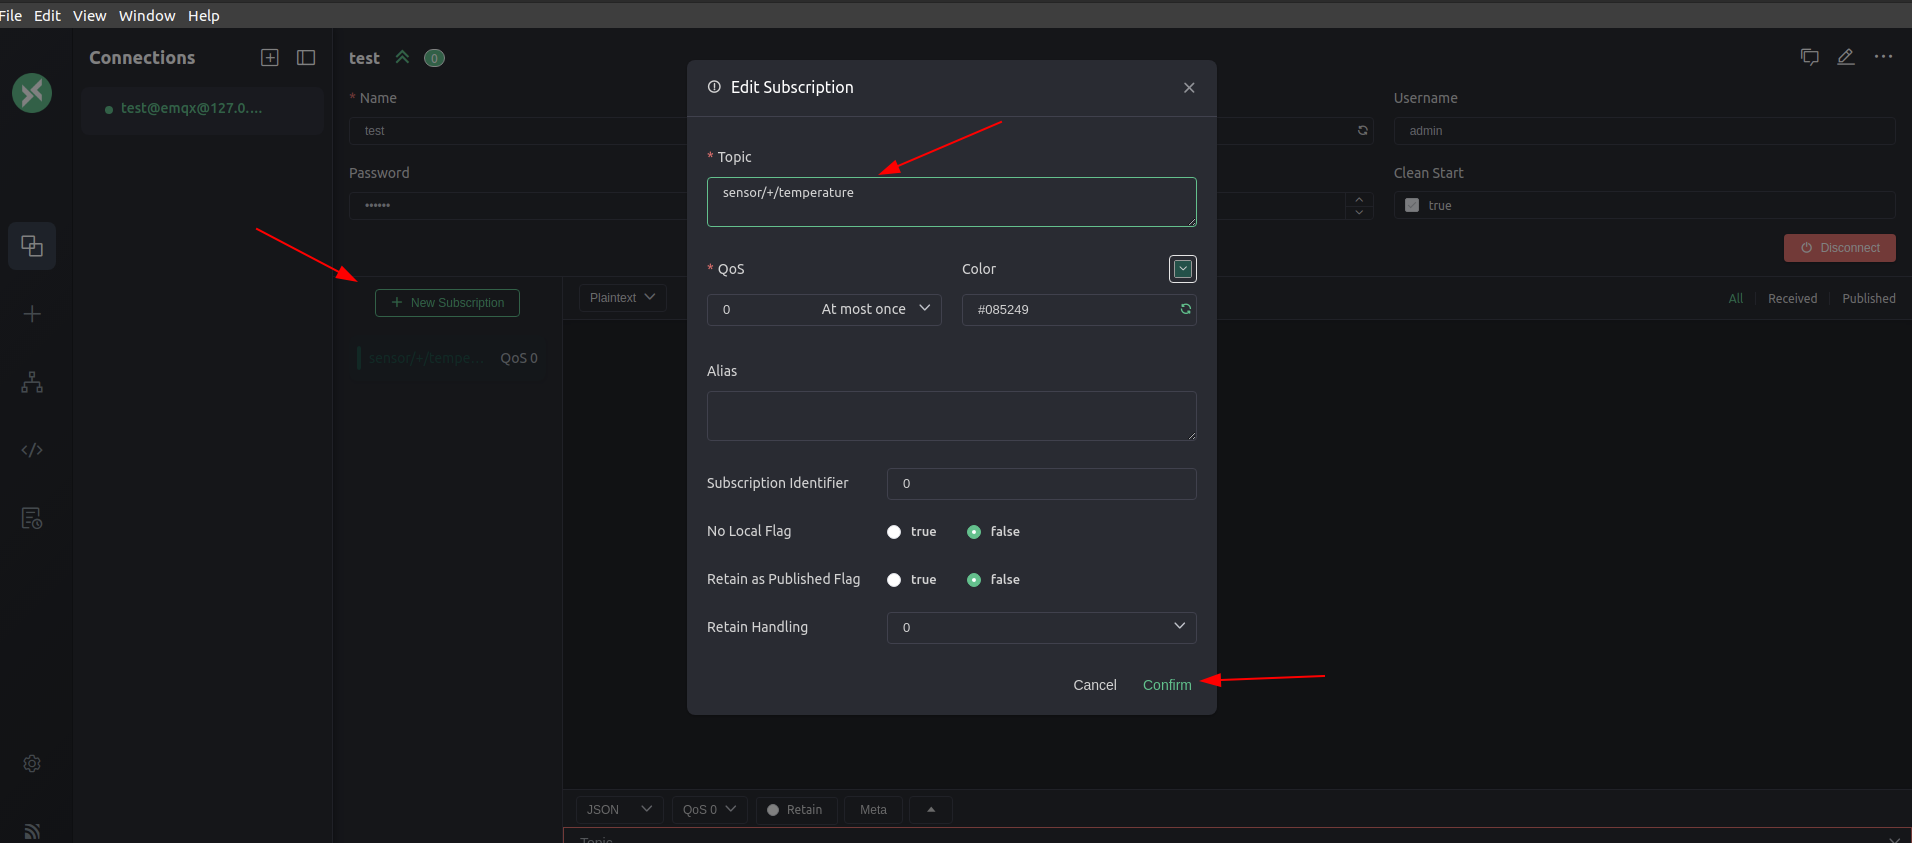 File Edit View Window Help
Connections
test@emqx@127.0....
test 0
* Name
test
Username
admin
Password
••••••
Clean Start
true
Disconnect
+ New Subscription
sensor/+/tempe... QoS 0
Plaintext
All Received Published
Edit Subscription
* Topic
sensor/+/temperature
* QoS
0 At most once
Color
#085249
Alias
Subscription Identifier 0
No Local Flag true false
Retain as Published Flag true false
Retain Handling 0
Cancel Confirm
JSON QoS 0 Retain Meta
Topic